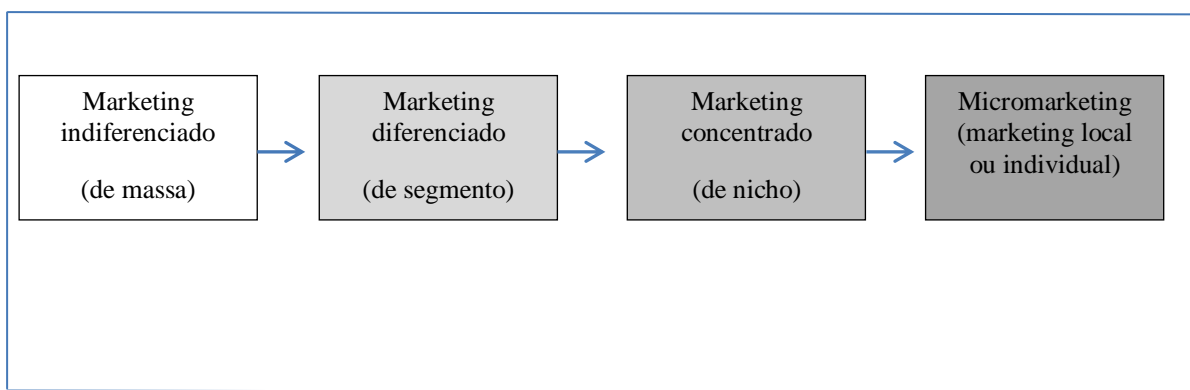 Marketing
indiferenciado
(de massa)
Marketing
diferenciado
(de segmento)
Marketing
concentrado
(de nicho)
Micromarketing
(marketing local
ou individual)